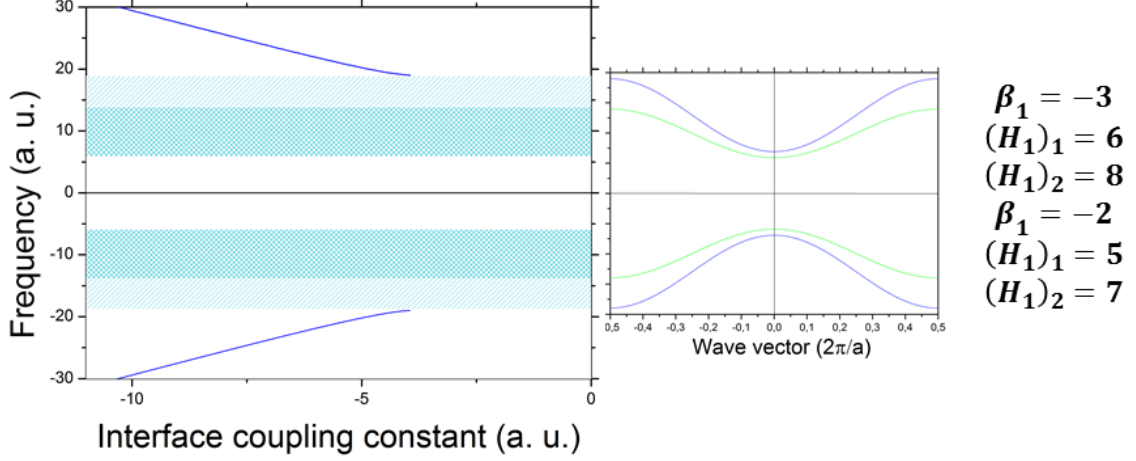 30
20
10
0
-10
-20
-30
Frequency (a. u.)
-10
-5
0
Interface coupling constant (a. u.)
-0,5 -0,4 -0,3 -0,2 -0,1 0,0 0,1 0,2 0,3 0,4 0,5
Wave vector (2π/a)
β₁ = −3
(H₁)₁ = 6
(H₁)₂ = 8
β₁ = −2
(H₁)₁ = 5
(H₁)₂ = 7